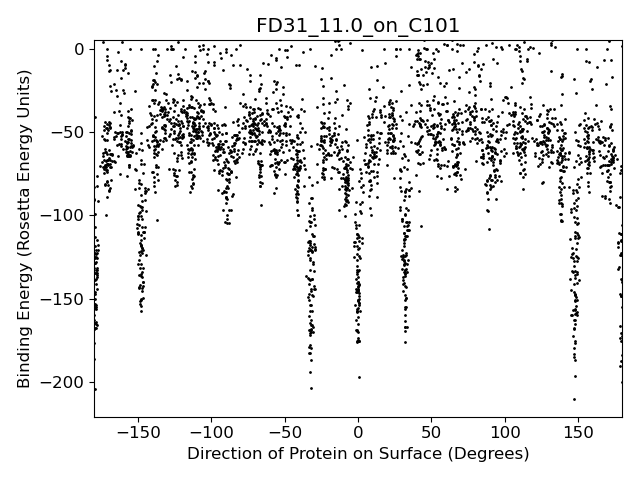 FD31_11.0_on_C101
Binding Energy (Rosetta Energy Units)
0
−50
−100
−150
−200
−150 −100 −50 0 50 100 150
Direction of Protein on Surface (Degrees)